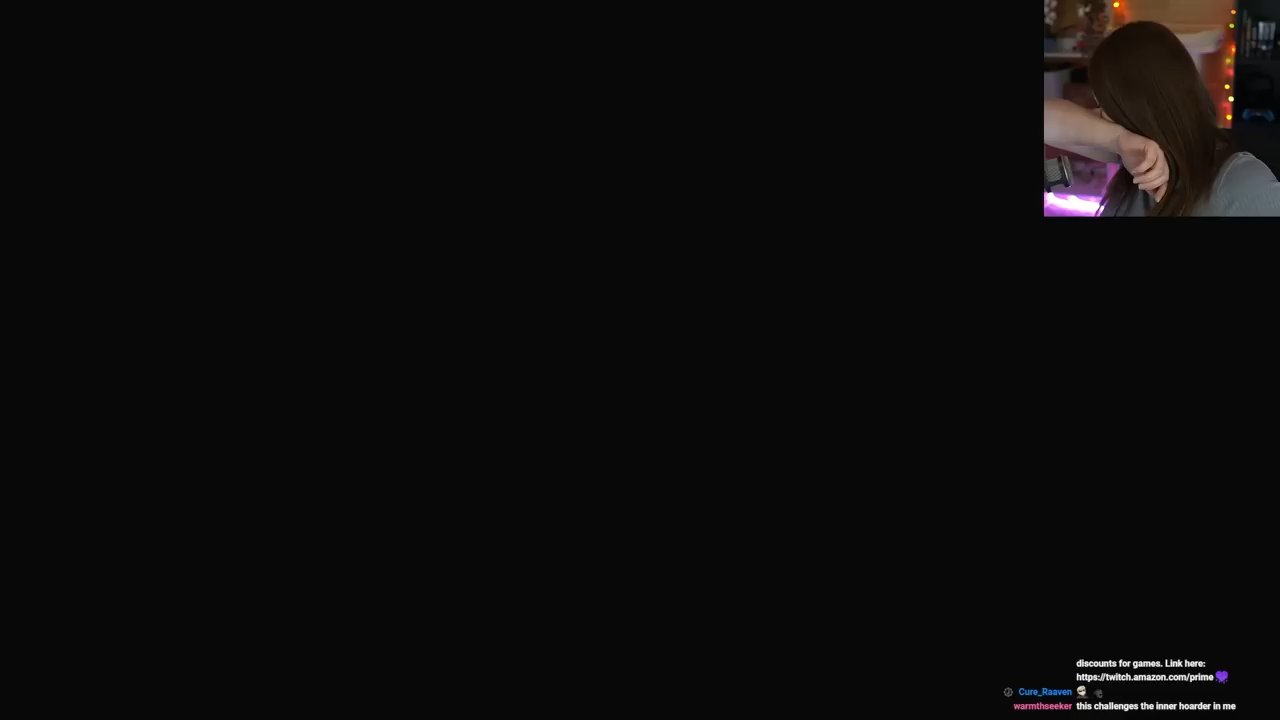 discounts for games. Link here:
https://twitch.amazon.com/prime
Cure_Raaven
warmthseeker this challenges the inner hoarder in me